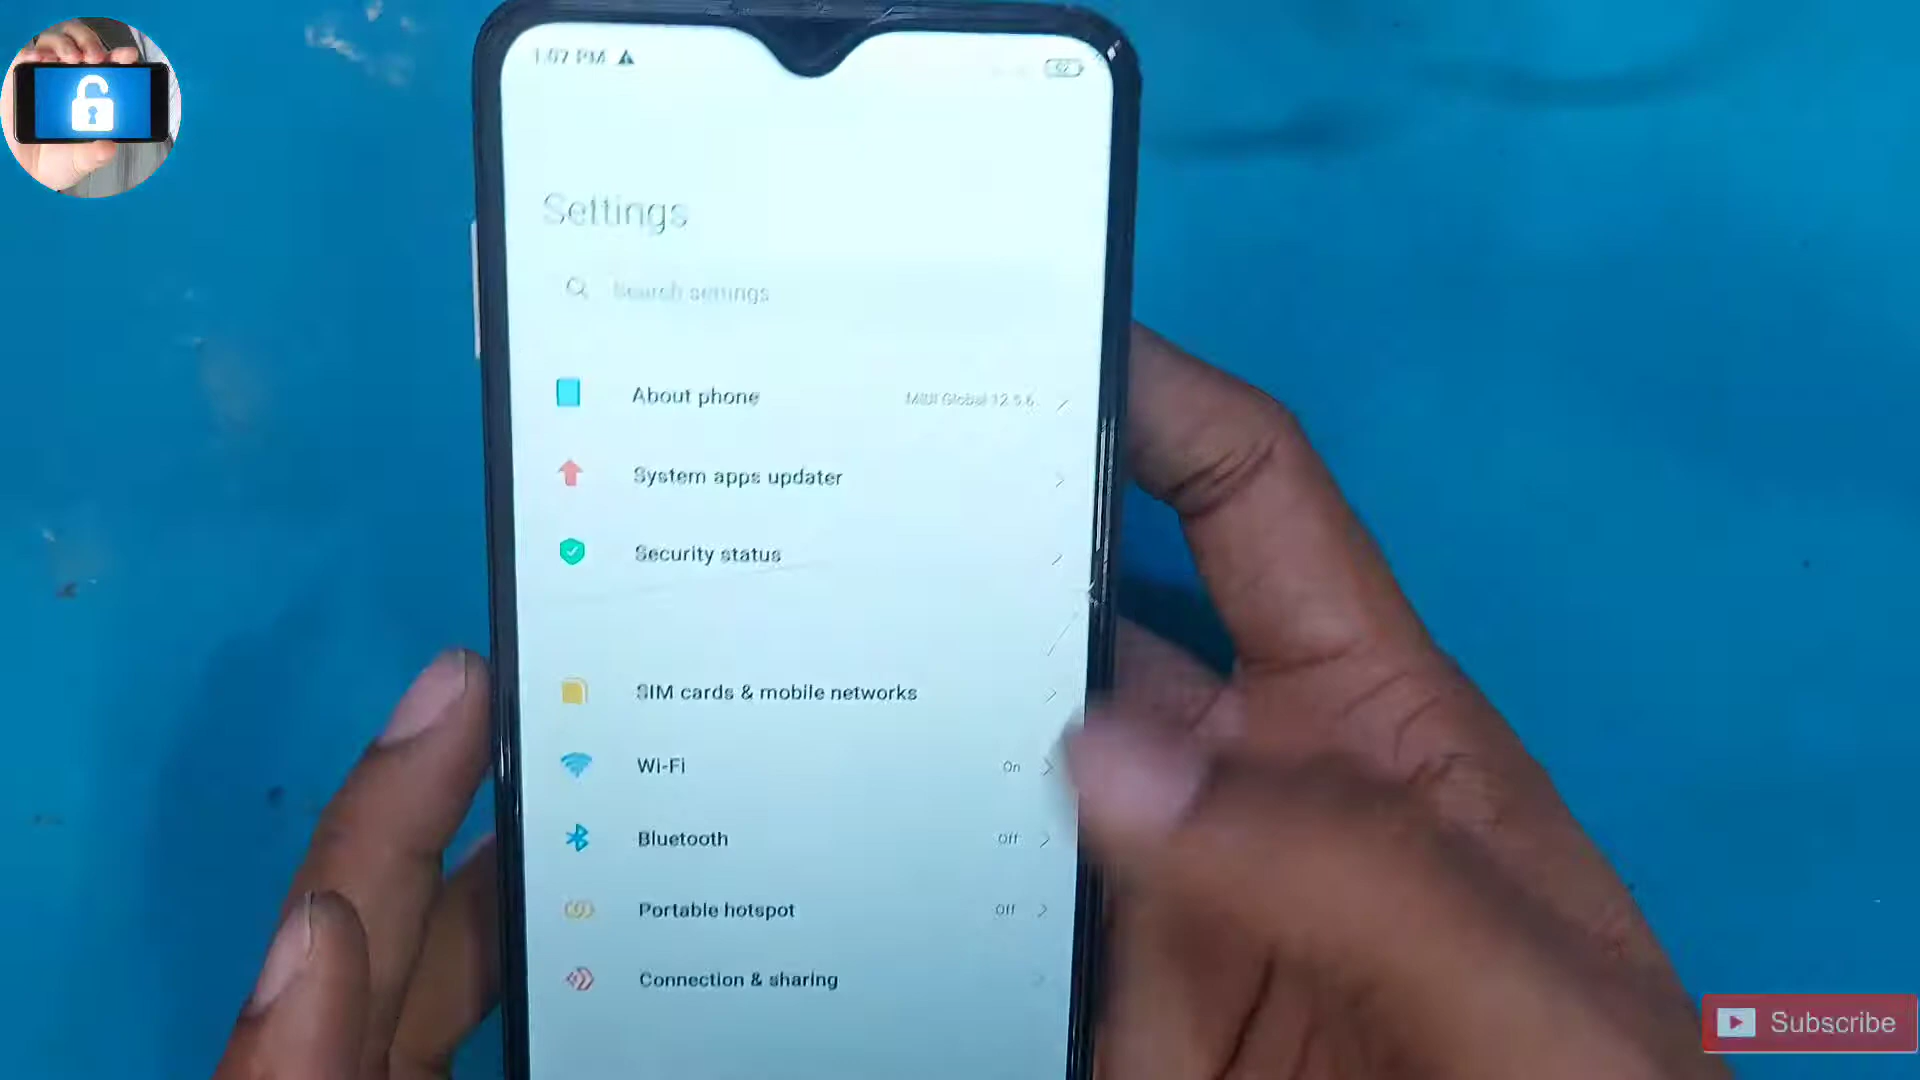 1:07 PM
Settings
Search settings
About phone
MIUI Global 12.5.6
System apps updater
Security status
SIM cards & mobile networks
Wi-Fi
On
Bluetooth
Off
Portable hotspot
Off
Connection & sharing
Subscribe